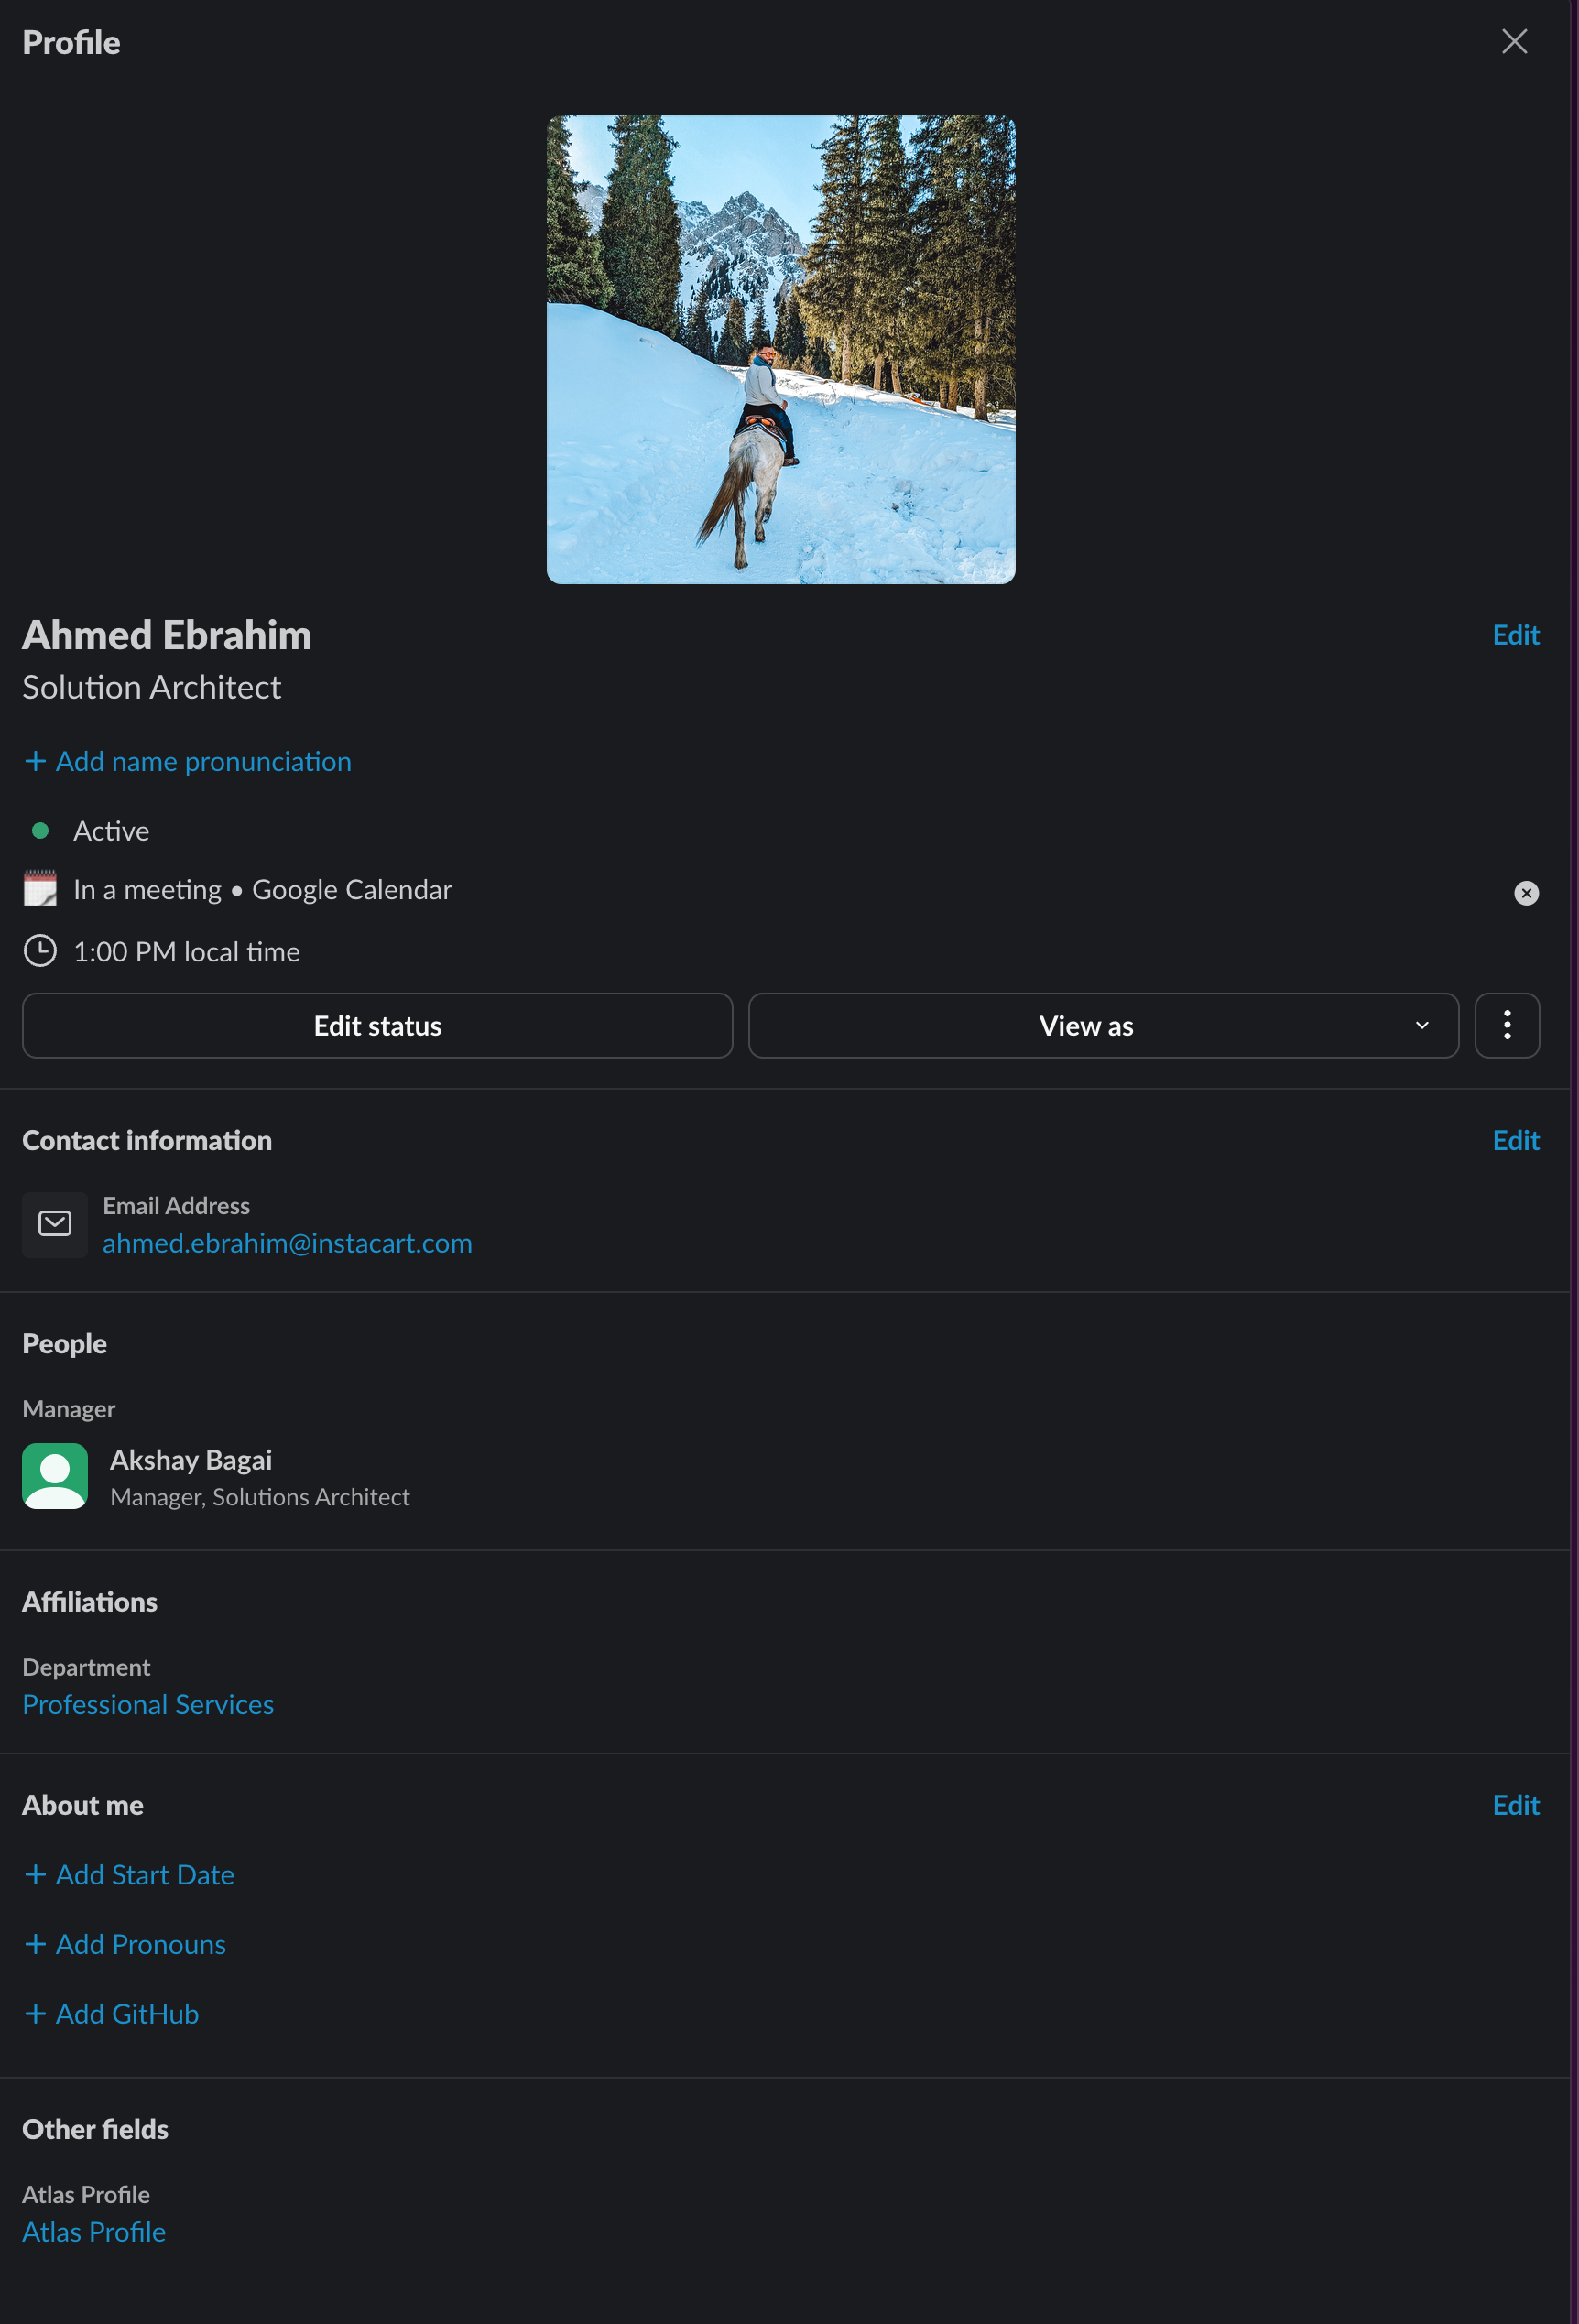 Profile
Ahmed Ebrahim
Edit
Solution Architect
+ Add name pronunciation
Active
In a meeting • Google Calendar
1:00 PM local time
Edit status
View as
Contact information
Edit
Email Address
ahmed.ebrahim@instacart.com
People
Manager
Akshay Bagai
Manager, Solutions Architect
Affiliations
Department
Professional Services
About me
Edit
+ Add Start Date
+ Add Pronouns
+ Add GitHub
Other fields
Atlas Profile
Atlas Profile